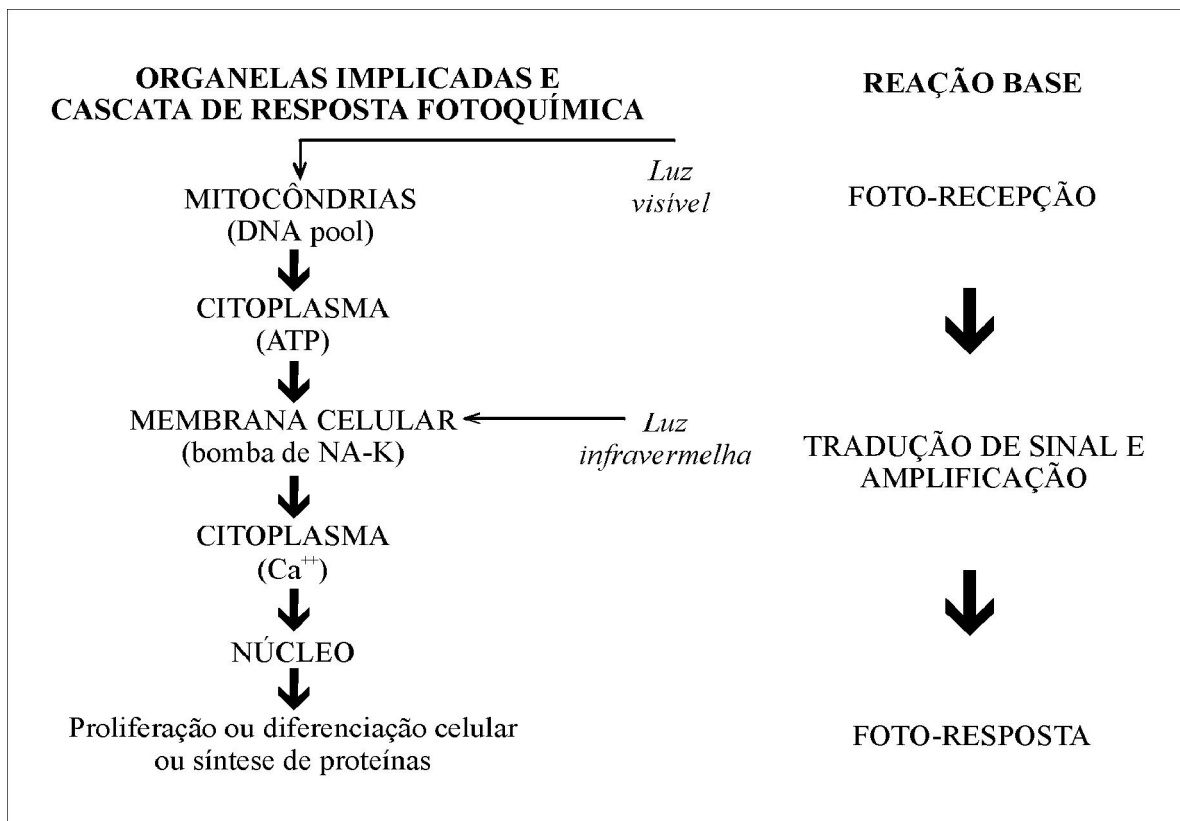 ORGANELAS IMPLICADAS E
CASCATA DE RESPOSTA FOTOQUÍMICA
REAÇÃO BASE
Luz
visível
MITOCÔNDRIAS
(DNA pool)
FOTO-RECEPÇÃO
CITOPLASMA
(ATP)
MEMBRANA CELULAR
(bomba de NA-K)
Luz
infravermelha
TRADUÇÃO DE SINAL E
AMPLIFICAÇÃO
CITOPLASMA
(Ca⁺⁺)
NÚCLEO
Proliferação ou diferenciação celular
ou síntese de proteínas
FOTO-RESPOSTA